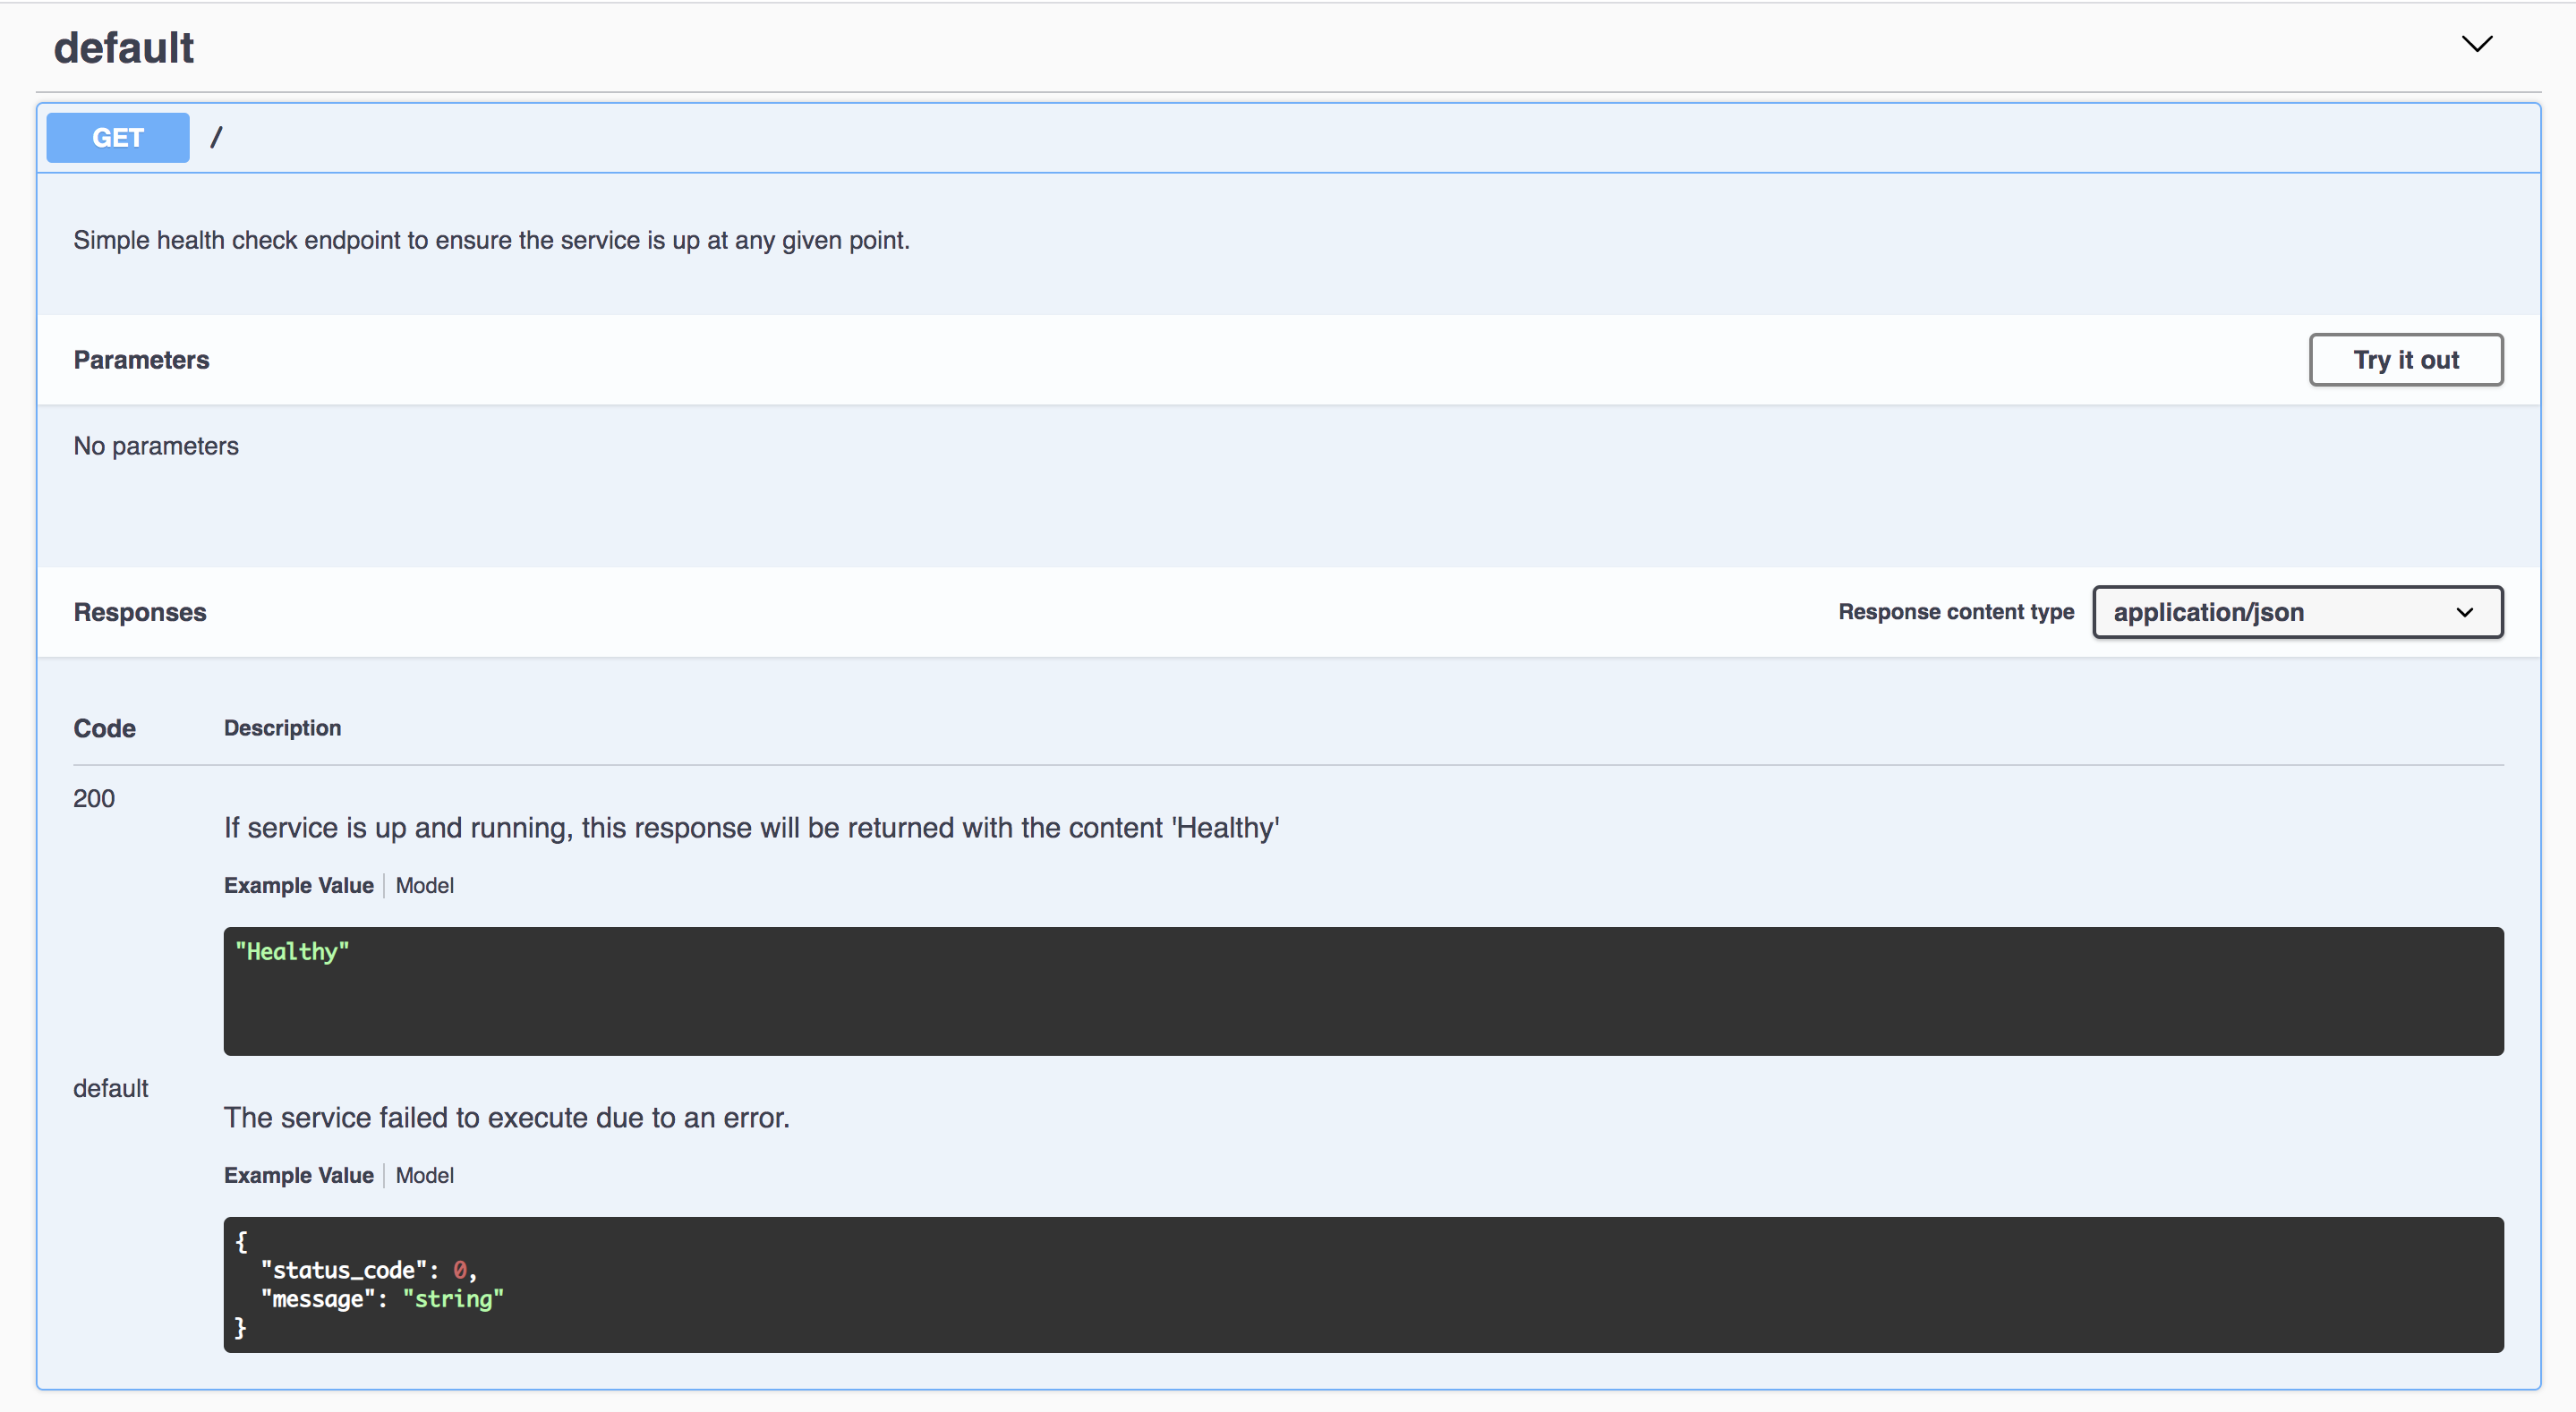 default
GET /
Simple health check endpoint to ensure the service is up at any given point.
Parameters
Try it out
No parameters
Responses
Response content type
application/json
Code Description
200
If service is up and running, this response will be returned with the content 'Healthy'
Example Value Model
"Healthy"
default
The service failed to execute due to an error.
Example Value Model
{
"status_code": 0,
"message": "string"
}